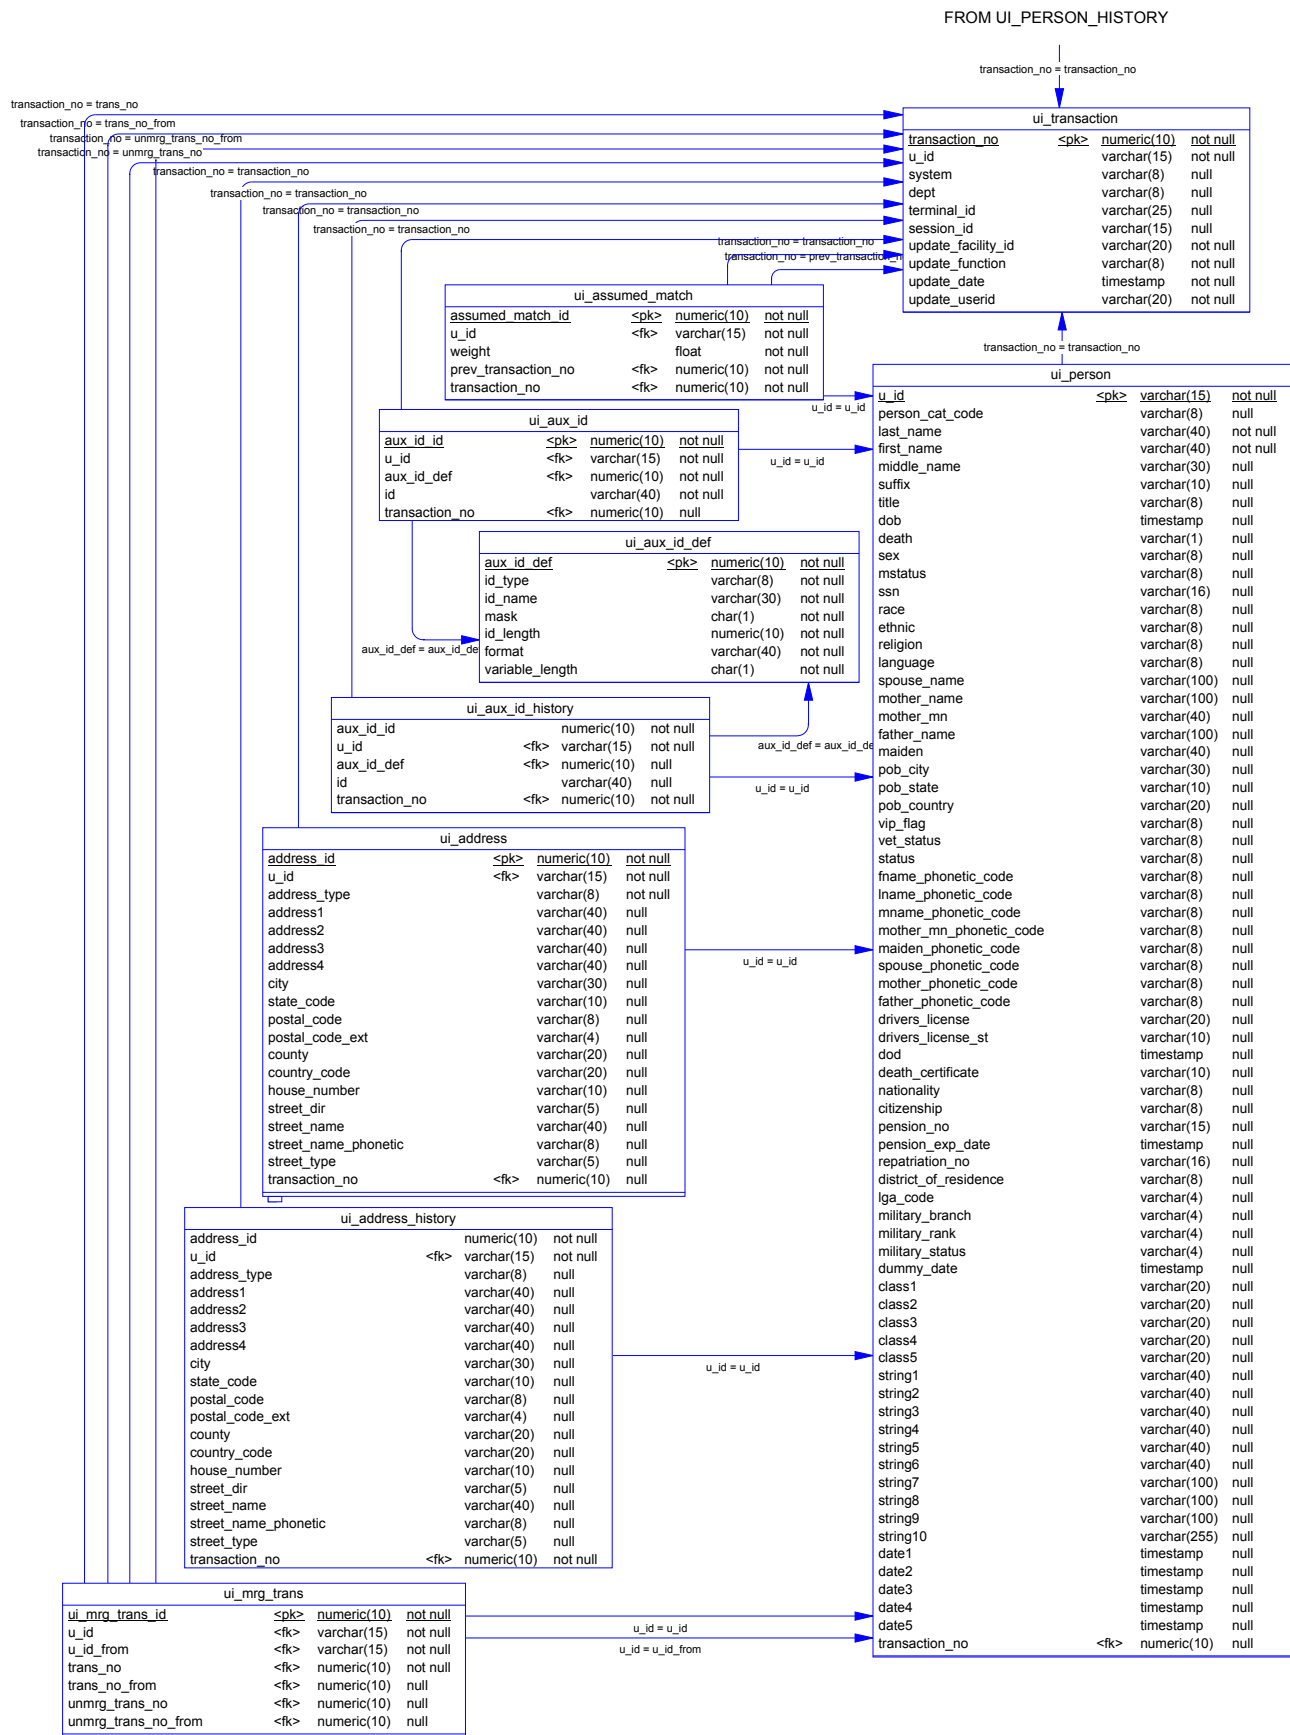 FROM UI_PERSON_HISTORY
transaction_no = transaction_no
transaction_no = trans_no
transaction_no = trans_no_from
transaction_no = unmrg_trans_no_from
transaction_no = unmrg_trans_no
transaction_no = transaction_no
transaction_no = transaction_no
transaction_no = transaction_no
transaction_no = transaction_no
transaction_no = transaction_no
transaction_no = prev_transaction_n
ui_transaction
transaction_no <pk> numeric(10) not null
u_id varchar(15) not null
system varchar(8) null
dept varchar(8) null
terminal_id varchar(25) null
session_id varchar(15) null
update_facility_id varchar(20) not null
update_function varchar(8) not null
update_date timestamp not null
update_userid varchar(20) not null
transaction_no = transaction_no
ui_assumed_match
assumed_match_id <pk> numeric(10) not null
u_id <fk> varchar(15) not null
weight float not null
prev_transaction_no <fk> numeric(10) not null
transaction_no <fk> numeric(10) not null
u_id = u_id
ui_aux_id
aux_id_id <pk> numeric(10) not null
u_id <fk> varchar(15) not null
aux_id_def <fk> numeric(10) not null
id varchar(40) not null
transaction_no <fk> numeric(10) null
u_id = u_id
ui_aux_id_def
aux_id_def <pk> numeric(10) not null
id_type varchar(8) not null
id_name varchar(30) not null
mask char(1) not null
id_length numeric(10) not null
format varchar(40) not null
variable_length char(1) not null
aux_id_def = aux_id_de
ui_aux_id_history
aux_id_id numeric(10) not null
u_id <fk> varchar(15) not null
aux_id_def <fk> numeric(10) null
id varchar(40) null
transaction_no <fk> numeric(10) not null
aux_id_def = aux_id_de
u_id = u_id
ui_address
address_id <pk> numeric(10) not null
u_id <fk> varchar(15) not null
address_type varchar(8) not null
address1 varchar(40) null
address2 varchar(40) null
address3 varchar(40) null
address4 varchar(40) null
city varchar(30) null
state_code varchar(10) null
postal_code varchar(8) null
postal_code_ext varchar(4) null
county varchar(20) null
country_code varchar(20) null
house_number varchar(10) null
street_dir varchar(5) null
street_name varchar(40) null
street_name_phonetic varchar(8) null
street_type varchar(5) null
transaction_no <fk> numeric(10) null
u_id = u_id
ui_address_history
address_id numeric(10) not null
u_id <fk> varchar(15) not null
address_type varchar(8) null
address1 varchar(40) null
address2 varchar(40) null
address3 varchar(40) null
address4 varchar(40) null
city varchar(30) null
state_code varchar(10) null
postal_code varchar(8) null
postal_code_ext varchar(4) null
county varchar(20) null
country_code varchar(20) null
house_number varchar(10) null
street_dir varchar(5) null
street_name varchar(40) null
street_name_phonetic varchar(8) null
street_type varchar(5) null
transaction_no <fk> numeric(10) not null
u_id = u_id
ui_mrg_trans
ui_mrg_trans_id <pk> numeric(10) not null
u_id <fk> varchar(15) not null
u_id_from <fk> varchar(15) not null
trans_no <fk> numeric(10) not null
trans_no_from <fk> numeric(10) null
unmrg_trans_no <fk> numeric(10) null
unmrg_trans_no_from <fk> numeric(10) null
u_id = u_id
u_id = u_id_from
ui_person
u_id <pk> varchar(15) not null
person_cat_code varchar(8) null
last_name varchar(40) not null
first_name varchar(40) not null
middle_name varchar(30) null
suffix varchar(10) null
title varchar(8) null
dob timestamp null
death varchar(1) null
sex varchar(8) null
mstatus varchar(8) null
ssn varchar(16) null
race varchar(8) null
ethnic varchar(8) null
religion varchar(8) null
language varchar(8) null
spouse_name varchar(100) null
mother_name varchar(100) null
mother_mn varchar(40) null
father_name varchar(100) null
maiden varchar(40) null
pob_city varchar(30) null
pob_state varchar(10) null
pob_country varchar(20) null
vip_flag varchar(8) null
vet_status varchar(8) null
status varchar(8) null
fname_phonetic_code varchar(8) null
lname_phonetic_code varchar(8) null
mname_phonetic_code varchar(8) null
mother_mn_phonetic_code varchar(8) null
maiden_phonetic_code varchar(8) null
spouse_phonetic_code varchar(8) null
mother_phonetic_code varchar(8) null
father_phonetic_code varchar(8) null
drivers_license varchar(20) null
drivers_license_st varchar(10) null
dod timestamp null
death_certificate varchar(10) null
nationality varchar(8) null
citizenship varchar(8) null
pension_no varchar(15) null
pension_exp_date timestamp null
repatriation_no varchar(16) null
district_of_residence varchar(8) null
lga_code varchar(4) null
military_branch varchar(4) null
military_rank varchar(4) null
military_status varchar(4) null
dummy_date timestamp null
class1 varchar(20) null
class2 varchar(20) null
class3 varchar(20) null
class4 varchar(20) null
class5 varchar(20) null
string1 varchar(40) null
string2 varchar(40) null
string3 varchar(40) null
string4 varchar(40) null
string5 varchar(40) null
string6 varchar(40) null
string7 varchar(100) null
string8 varchar(100) null
string9 varchar(100) null
string10 varchar(255) null
date1 timestamp null
date2 timestamp null
date3 timestamp null
date4 timestamp null
date5 timestamp null
transaction_no <fk> numeric(10) null